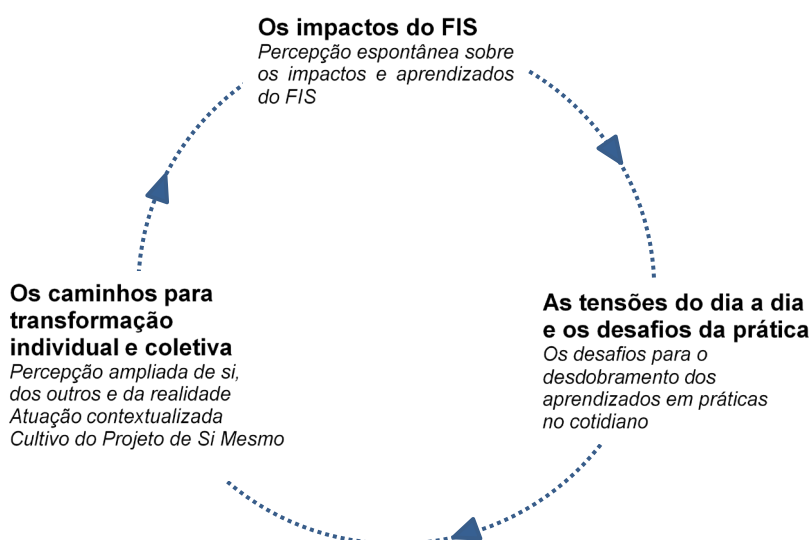 Os impactos do FIS
Percepção espontânea sobre
os impactos e aprendizados
do FIS
As tensões do dia a dia
e os desafios da prática
Os desafios para o
desdobramento dos
aprendizados em práticas
no cotidiano
Os caminhos para
transformação
individual e coletiva
Percepção ampliada de si,
dos outros e da realidade
Atuação contextualizada
Cultivo do Projeto de Si Mesmo